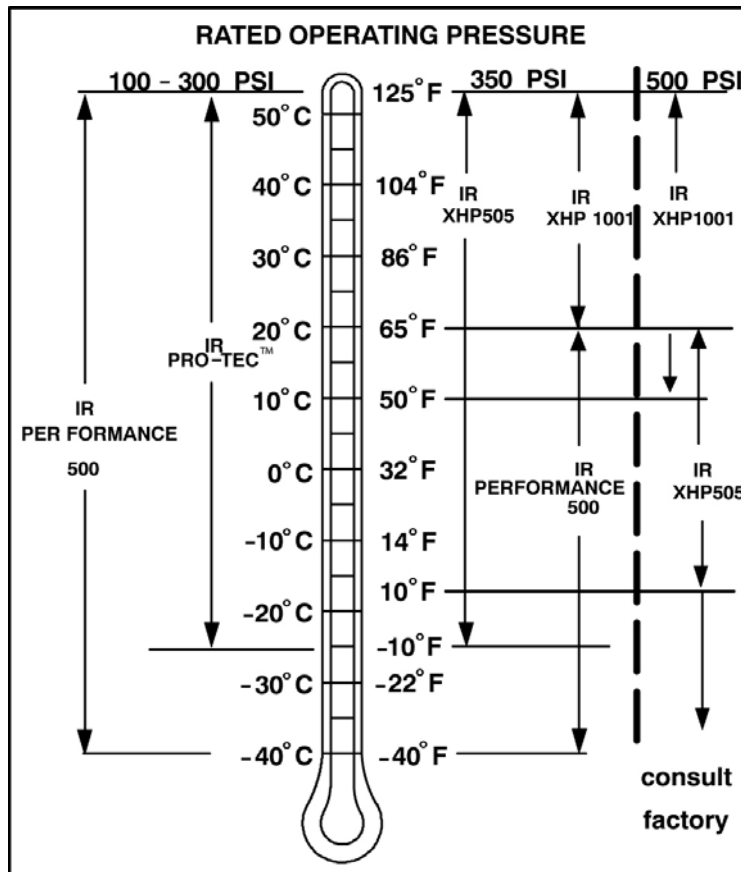 RATED OPERATING PRESSURE
100 – 300 PSI
350 PSI
500 PSI
125°F
50°C
40°C
104°F
IR
XHP505
IR
XHP 1001
IR
XHP1001
30°C
86°F
20°C
65°F
IR
PRO–TEC™
10°C
50°F
IR
PER FORMANCE
500
0°C
32°F
IR
PERFORMANCE
500
IR
XHP505
–10°C
14°F
10°F
–20°C
–10°F
–30°C
–22°F
–40°C
–40°F
consult
factory